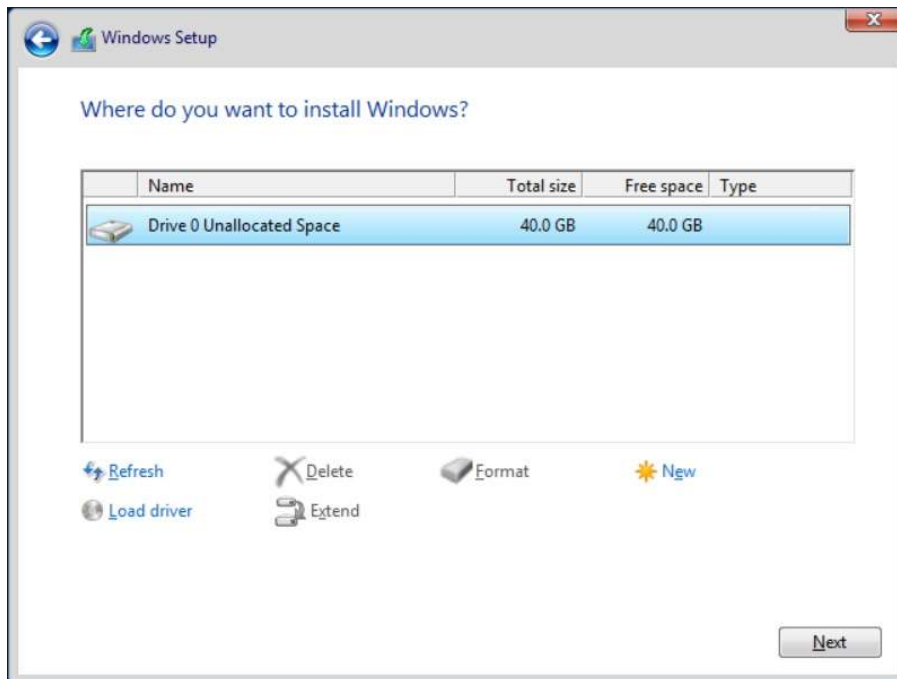 Windows Setup
Where do you want to install Windows?
Name Total size Free space Type
Drive 0 Unallocated Space 40.0 GB 40.0 GB
Refresh Delete Format New
Load driver Extend
Next